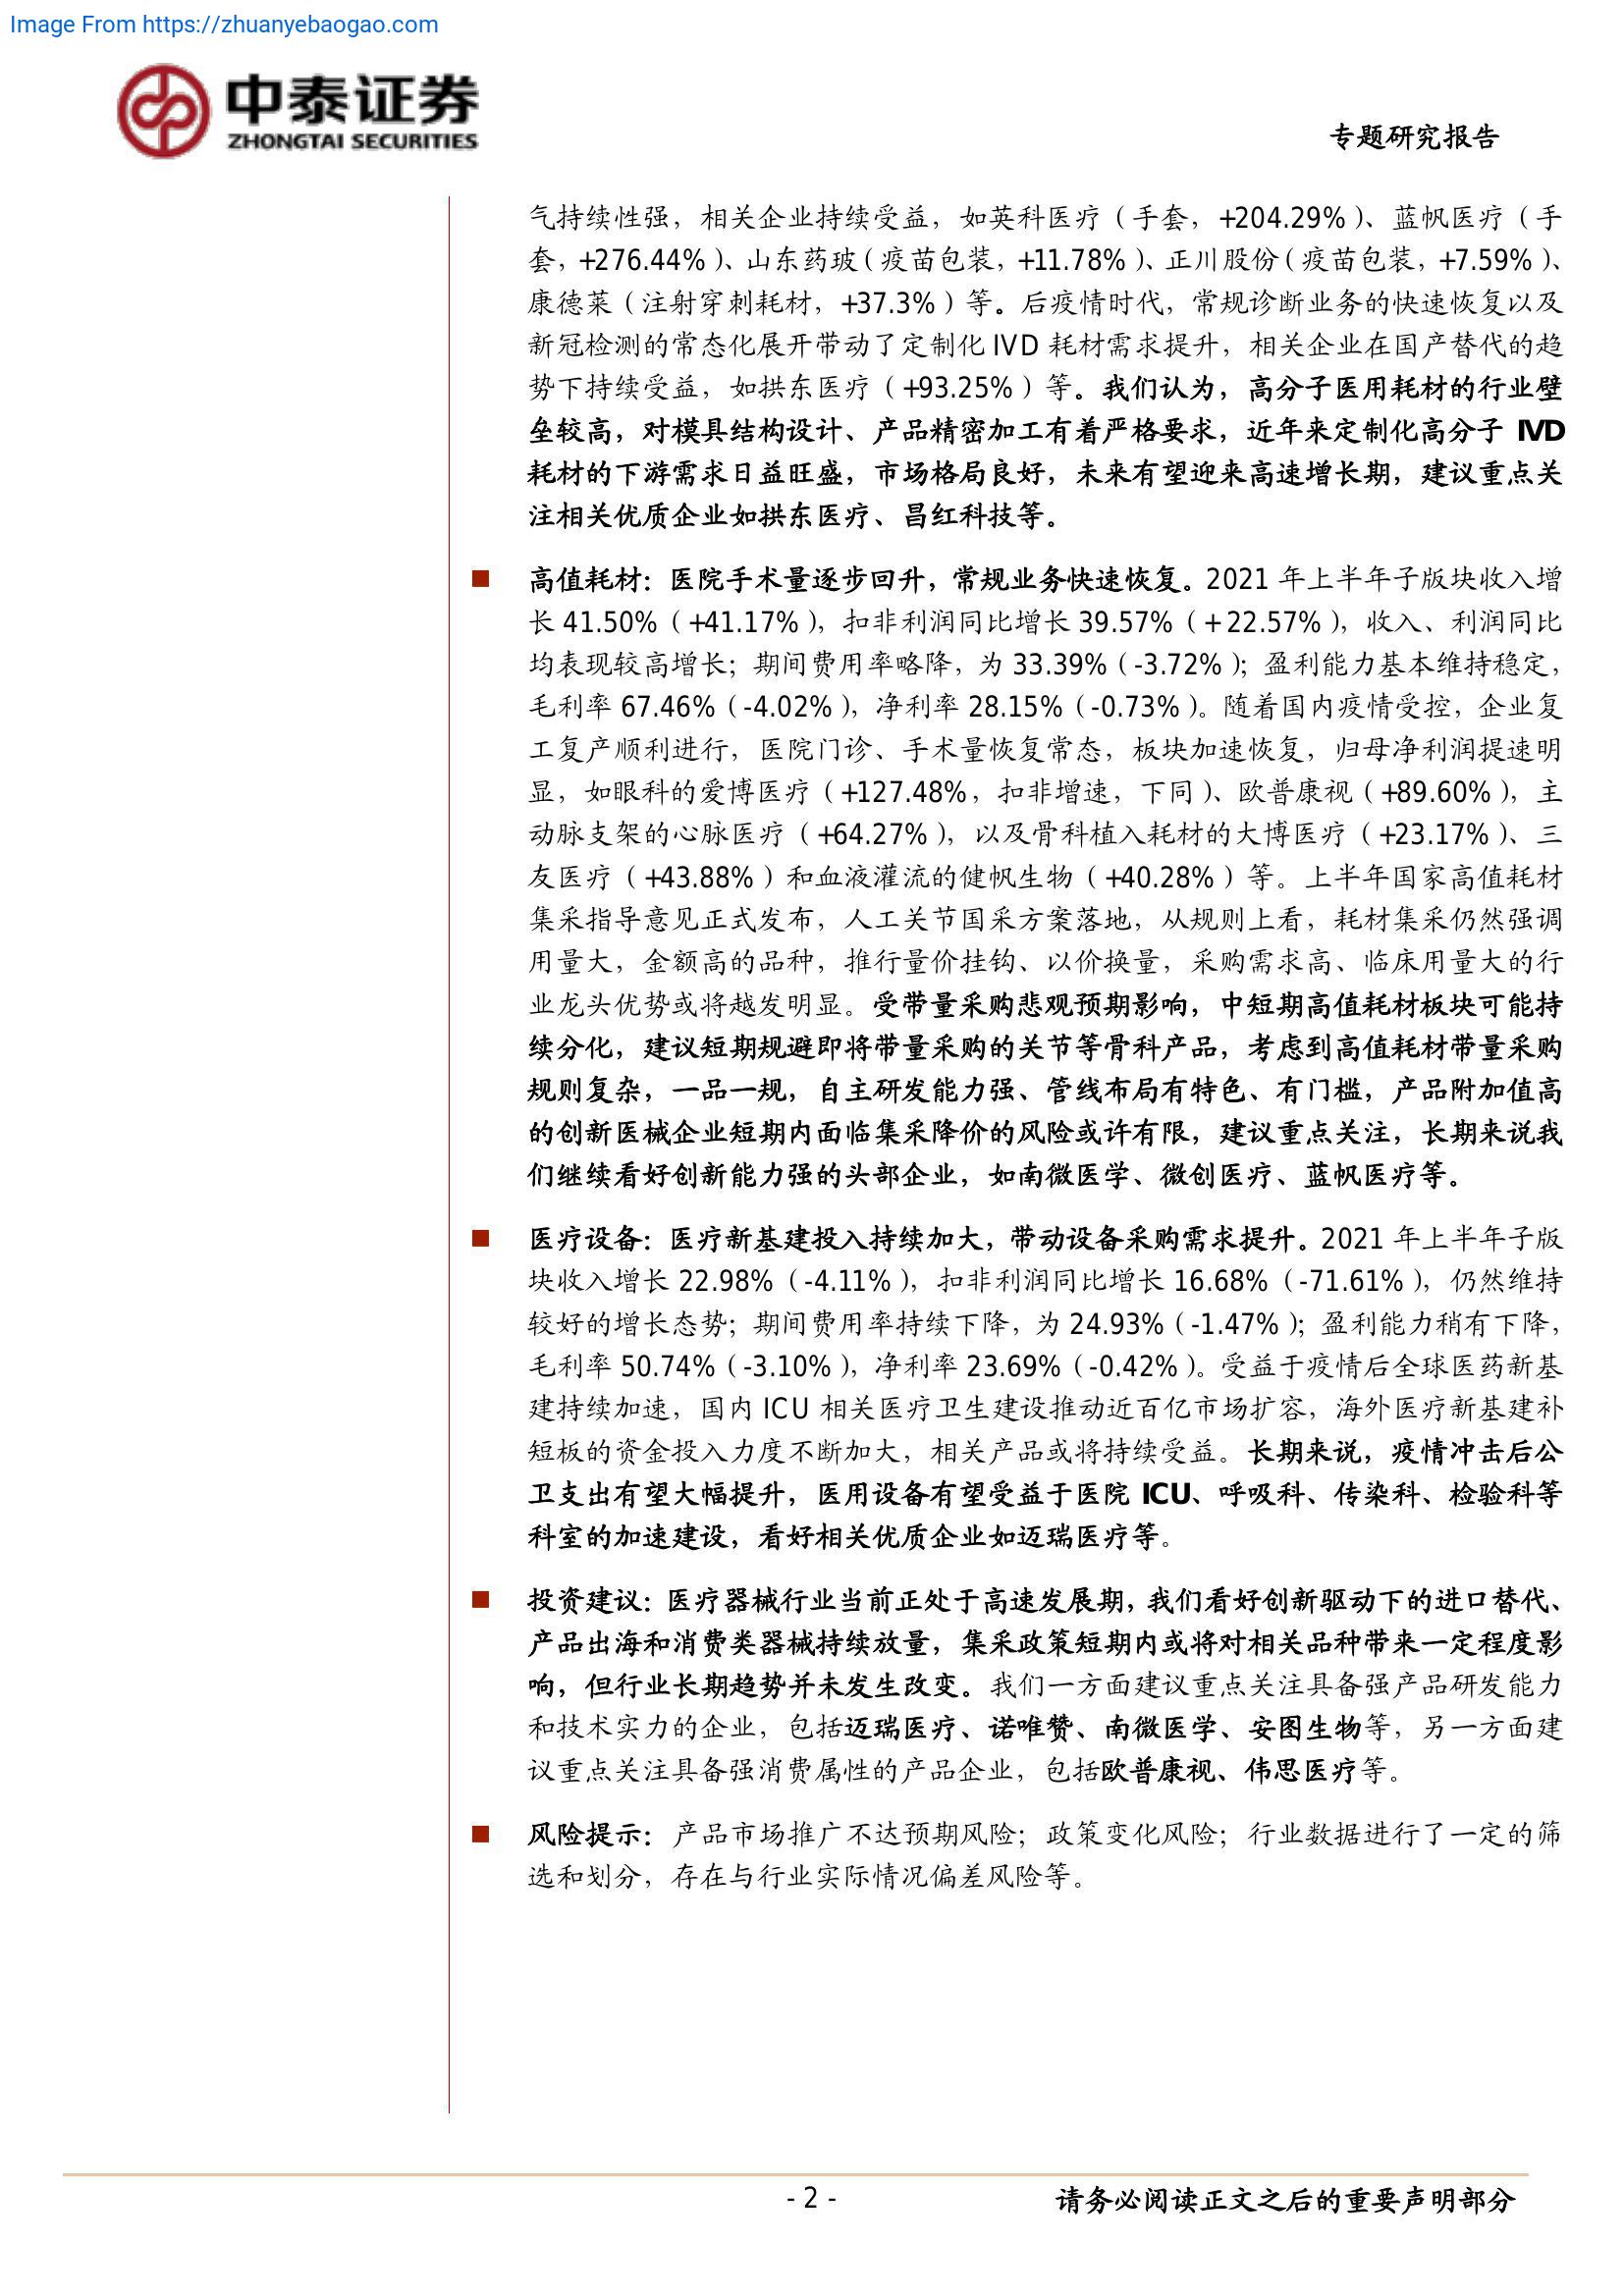 Image From https://zhuanyebaogao.com
中泰证券
ZHONGTAI SECURITIES
专题研究报告
气持续性强，相关企业持续受益，如英科医疗（手套，+204.29%）、蓝帆医疗（手
套，+276.44%）、山东药玻（疫苗包装，+11.78%）、正川股份（疫苗包装，+7.59%）、
康德莱（注射穿刺耗材，+37.3%）等。后疫情时代，常规诊断业务的快速恢复以及
新冠检测的常态化展开带动了定制化 IVD 耗材需求提升，相关企业在国产替代的趋
势下持续受益，如拱东医疗（+93.25%）等。我们认为，高分子医用耗材的行业壁
垒较高，对模具结构设计、产品精密加工有着严格要求，近年来定制化高分子 IVD
耗材的下游需求日益旺盛，市场格局良好，未来有望迎来高速增长期，建议重点关
注相关优质企业如拱东医疗、昌红科技等。
■ 高值耗材：医院手术量逐步回升，常规业务快速恢复。2021 年上半年子版块收入增
长 41.50%（+41.17%），扣非利润同比增长 39.57%（+ 22.57%），收入、利润同比
均表现较高增长；期间费用率略降，为 33.39%（-3.72%）；盈利能力基本维持稳定，
毛利率 67.46%（-4.02%），净利率 28.15%（-0.73%）。随着国内疫情受控，企业复
工复产顺利进行，医院门诊、手术量恢复常态，板块加速恢复，归母净利润提速明
显，如眼科的爱博医疗（+127.48%，扣非增速，下同）、欧普康视（+89.60%），主
动脉支架的心脉医疗（+64.27%），以及骨科植入耗材的大博医疗（+23.17%）、三
友医疗（+43.88%）和血液灌流的健帆生物（+40.28%）等。上半年国家高值耗材
集采指导意见正式发布，人工关节国采方案落地，从规则上看，耗材集采仍然强调
用量大，金额高的品种，推行量价挂钩、以价换量，采购需求高、临床用量大的行
业龙头优势或将越发明显。受带量采购悲观预期影响，中短期高值耗材板块可能持
续分化，建议短期规避即将带量采购的关节等骨科产品，考虑到高值耗材带量采购
规则复杂，一品一规，自主研发能力强、管线布局有特色、有门槛，产品附加值高
的创新医械企业短期内面临集采降价的风险或许有限，建议重点关注，长期来说我
们继续看好创新能力强的头部企业，如南微医学、微创医疗、蓝帆医疗等。
■ 医疗设备：医疗新基建投入持续加大，带动设备采购需求提升。2021 年上半年子版
块收入增长 22.98%（-4.11%），扣非利润同比增长 16.68%（-71.61%），仍然维持
较好的增长态势；期间费用率持续下降，为 24.93%（-1.47%）；盈利能力稍有下降，
毛利率 50.74%（-3.10%），净利率 23.69%（-0.42%）。受益于疫情后全球医药新基
建持续加速，国内 ICU 相关医疗卫生建设推动近百亿市场扩容，海外医疗新基建补
短板的资金投入力度不断加大，相关产品或将持续受益。长期来说，疫情冲击后公
卫支出有望大幅提升，医用设备有望受益于医院 ICU、呼吸科、传染科、检验科等
科室的加速建设，看好相关优质企业如迈瑞医疗等。
■ 投资建议：医疗器械行业当前正处于高速发展期，我们看好创新驱动下的进口替代、
产品出海和消费类器械持续放量，集采政策短期内或将对相关品种带来一定程度影
响，但行业长期趋势并未发生改变。我们一方面建议重点关注具备强产品研发能力
和技术实力的企业，包括迈瑞医疗、诺唯赞、南微医学、安图生物等，另一方面建
议重点关注具备强消费属性的产品企业，包括欧普康视、伟思医疗等。
■ 风险提示：产品市场推广不达预期风险；政策变化风险；行业数据进行了一定的筛
选和划分，存在与行业实际情况偏差风险等。
- 2 -
请务必阅读正文之后的重要声明部分